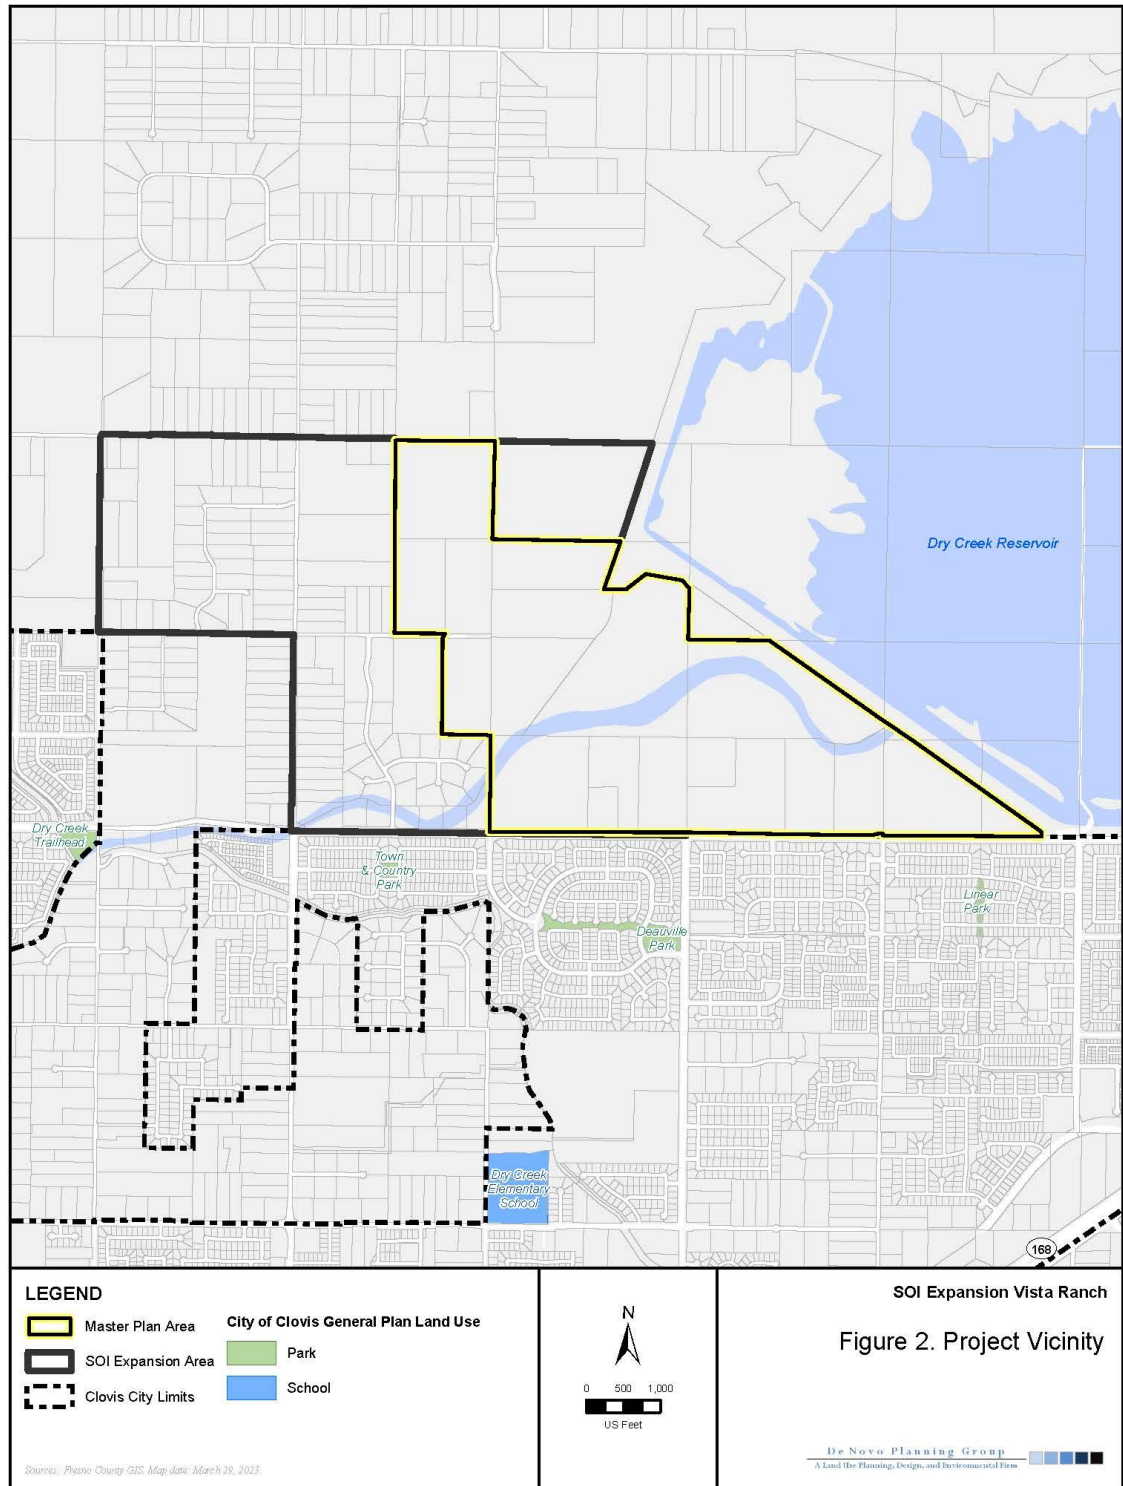 Dry Creek Reservoir
Dry Creek
Trailhead
Town
& Country
Park
Deauville
Park
Linear
Park
Dry Creek
Elementary
School
168
LEGEND
Master Plan Area
SOI Expansion Area
Clovis City Limits
City of Clovis General Plan Land Use
Park
School
N
0 500 1,000
US Feet
SOI Expansion Vista Ranch
Figure 2. Project Vicinity
De Novo Planning Group
A Land Use Planning, Design, and Environmental Firm
Sources: Fresno County GIS. Map date: March 29, 2023.